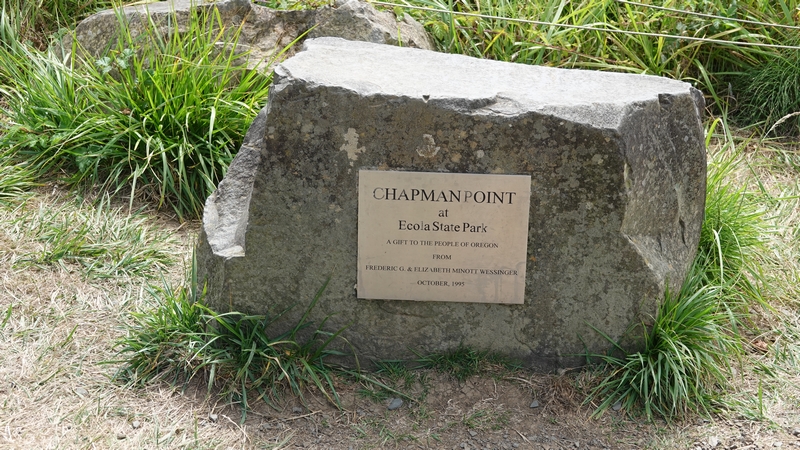 CHAPMAN POINT
at
Ecola State Park
A GIFT TO THE PEOPLE OF OREGON
FROM
FREDERIC G. & ELIZABETH MINOTT WESSINGER
OCTOBER, 1995